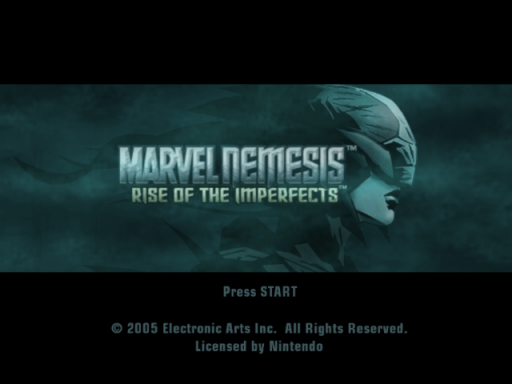 MARVEL NEMESIS™
RISE OF THE IMPERFECTS™
Press START
© 2005 Electronic Arts Inc. All Rights Reserved.
Licensed by Nintendo